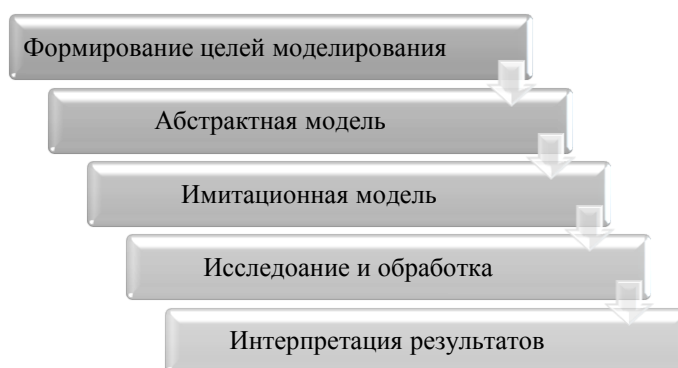 Формирование целей моделирования
Абстрактная модель
Имитационная модель
Исследоание и обработка
Интерпретация результатов